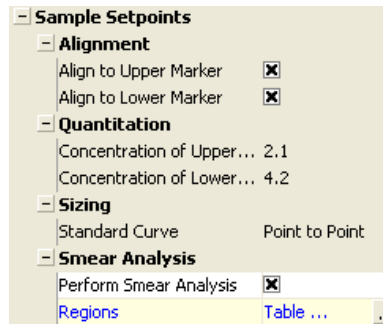 Sample Setpoints
Alignment
Align to Upper Marker
Align to Lower Marker
Quantitation
Concentration of Upper... 2.1
Concentration of Lower... 4.2
Sizing
Standard Curve Point to Point
Smear Analysis
Perform Smear Analysis
Regions Table ...